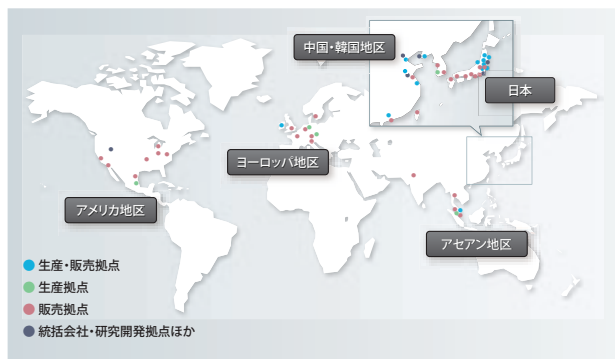 中国・韓国地区
日本
ヨーロッパ地区
アメリカ地区
アセアン地区
生産・販売拠点
生産拠点
販売拠点
統括会社・研究開発拠点ほか